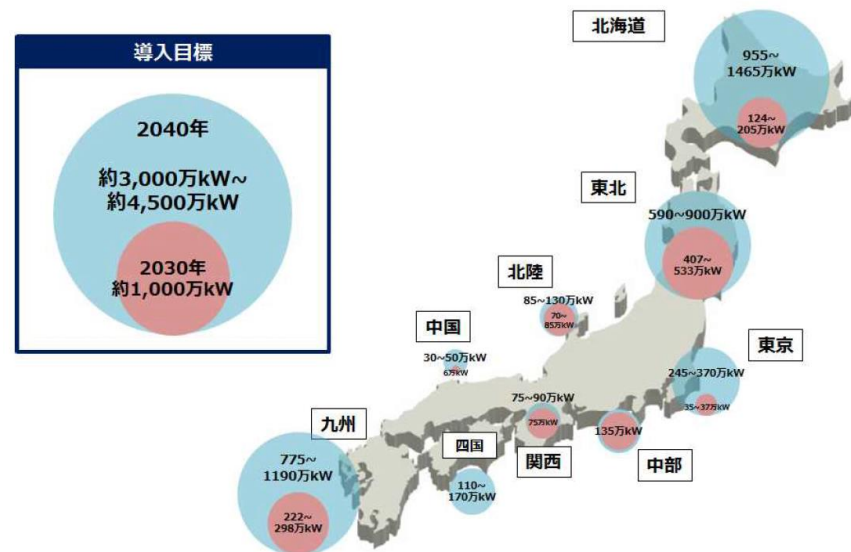 導入目標
2040年
約3,000万kW~
約4,500万kW
2030年
約1,000万kW
北海道
955~
1465万kW
124~
205万kW
東北
590~900万kW
407~
533万kW
北陸
85~130万kW
70~
85万kW
中国
30~50万kW
6万kW
東京
245~370万kW
35~37万kW
75~90万kW
75万kW
関西
135万kW
中部
九州
775~
1190万kW
222~
298万kW
四国
110~
170万kW